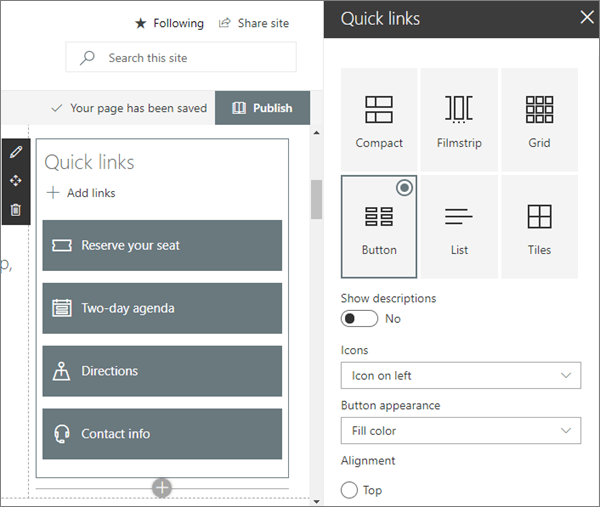 Following
Share site
Search this site
Your page has been saved
Publish
Quick links
Add links
Reserve your seat
Two-day agenda
Directions
Contact info
p,
Quick links
Compact
Filmstrip
Grid
Button
List
Tiles
Show descriptions
No
Icons
Icon on left
Button appearance
Fill color
Alignment
Top